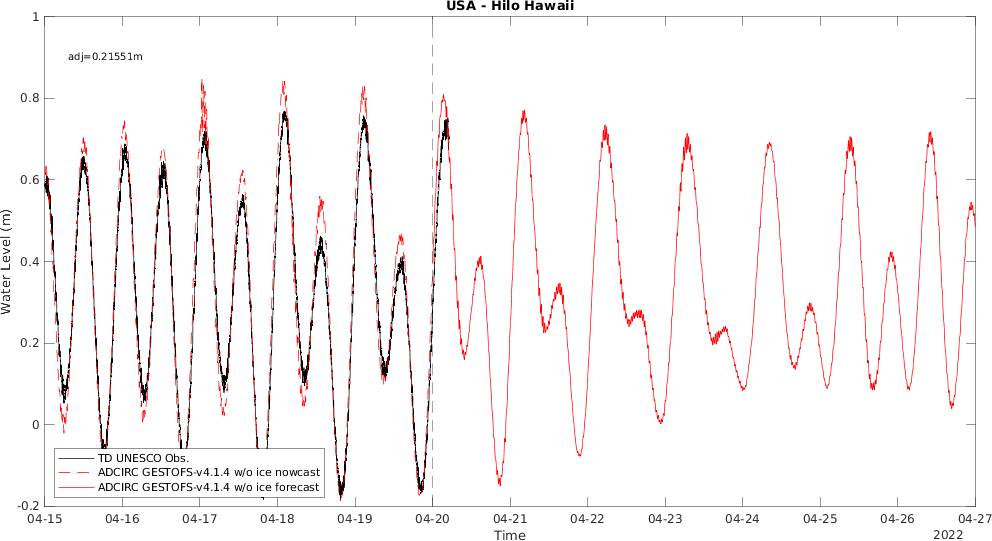 USA - Hilo Hawaii
adj=0.21551m
Water Level (m)
1
0.8
0.6
0.4
0.2
0
-0.2
TD UNESCO Obs.
ADCIRC GESTOFS-v4.1.4 w/o ice nowcast
ADCIRC GESTOFS-v4.1.4 w/o ice forecast
04-15 04-16 04-17 04-18 04-19 04-20 04-21 04-22 04-23 04-24 04-25 04-26 04-27
Time
2022